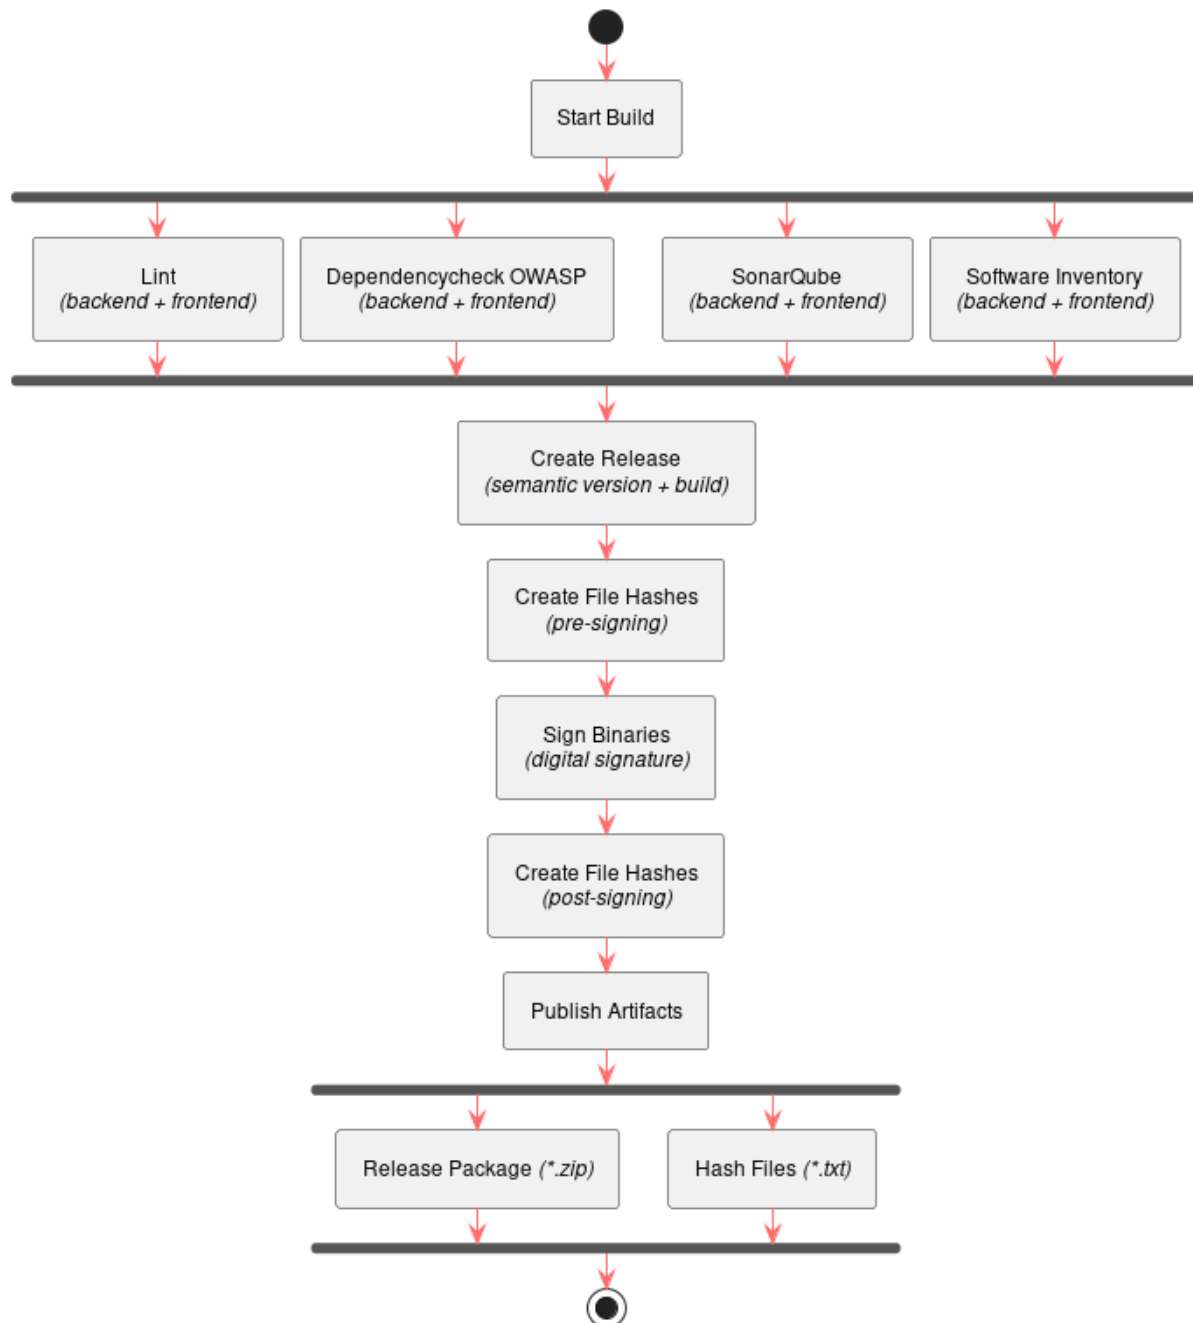 Start Build
Lint
(backend + frontend)
Dependencycheck OWASP
(backend + frontend)
SonarQube
(backend + frontend)
Software Inventory
(backend + frontend)
Create Release
(semantic version + build)
Create File Hashes
(pre-signing)
Sign Binaries
(digital signature)
Create File Hashes
(post-signing)
Publish Artifacts
Release Package (*.zip)
Hash Files (*.txt)